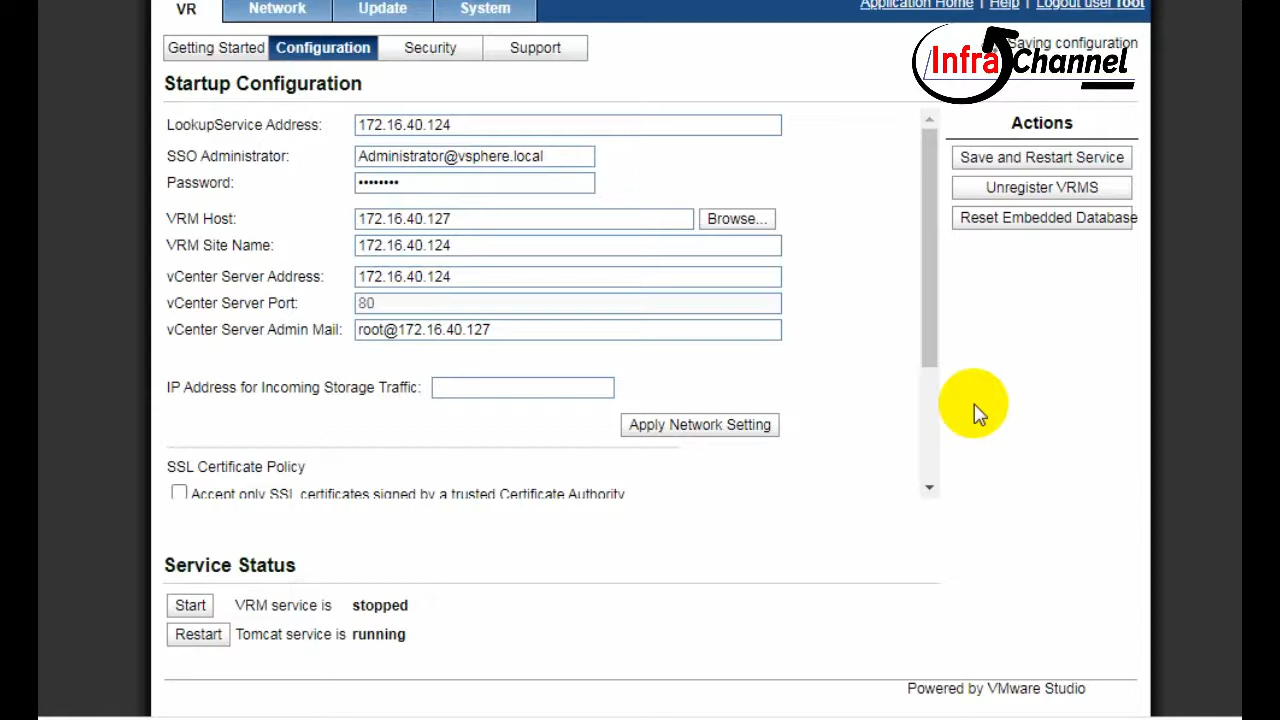 VR Network Update System
Application Home | Help | Logout user root
Getting Started Configuration Security Support
Saving configuration
Infra Channel
Startup Configuration
LookupService Address: 172.16.40.124
SSO Administrator: Administrator@vsphere.local
Password: ••••••••
VRM Host: 172.16.40.127 Browse...
VRM Site Name: 172.16.40.124
vCenter Server Address: 172.16.40.124
vCenter Server Port: 80
vCenter Server Admin Mail: root@172.16.40.127
IP Address for Incoming Storage Traffic:
Apply Network Setting
SSL Certificate Policy
Accept only SSL certificates signed by a trusted Certificate Authority
Actions
Save and Restart Service
Unregister VRMS
Reset Embedded Database
Service Status
Start VRM service is stopped
Restart Tomcat service is running
Powered by VMware Studio